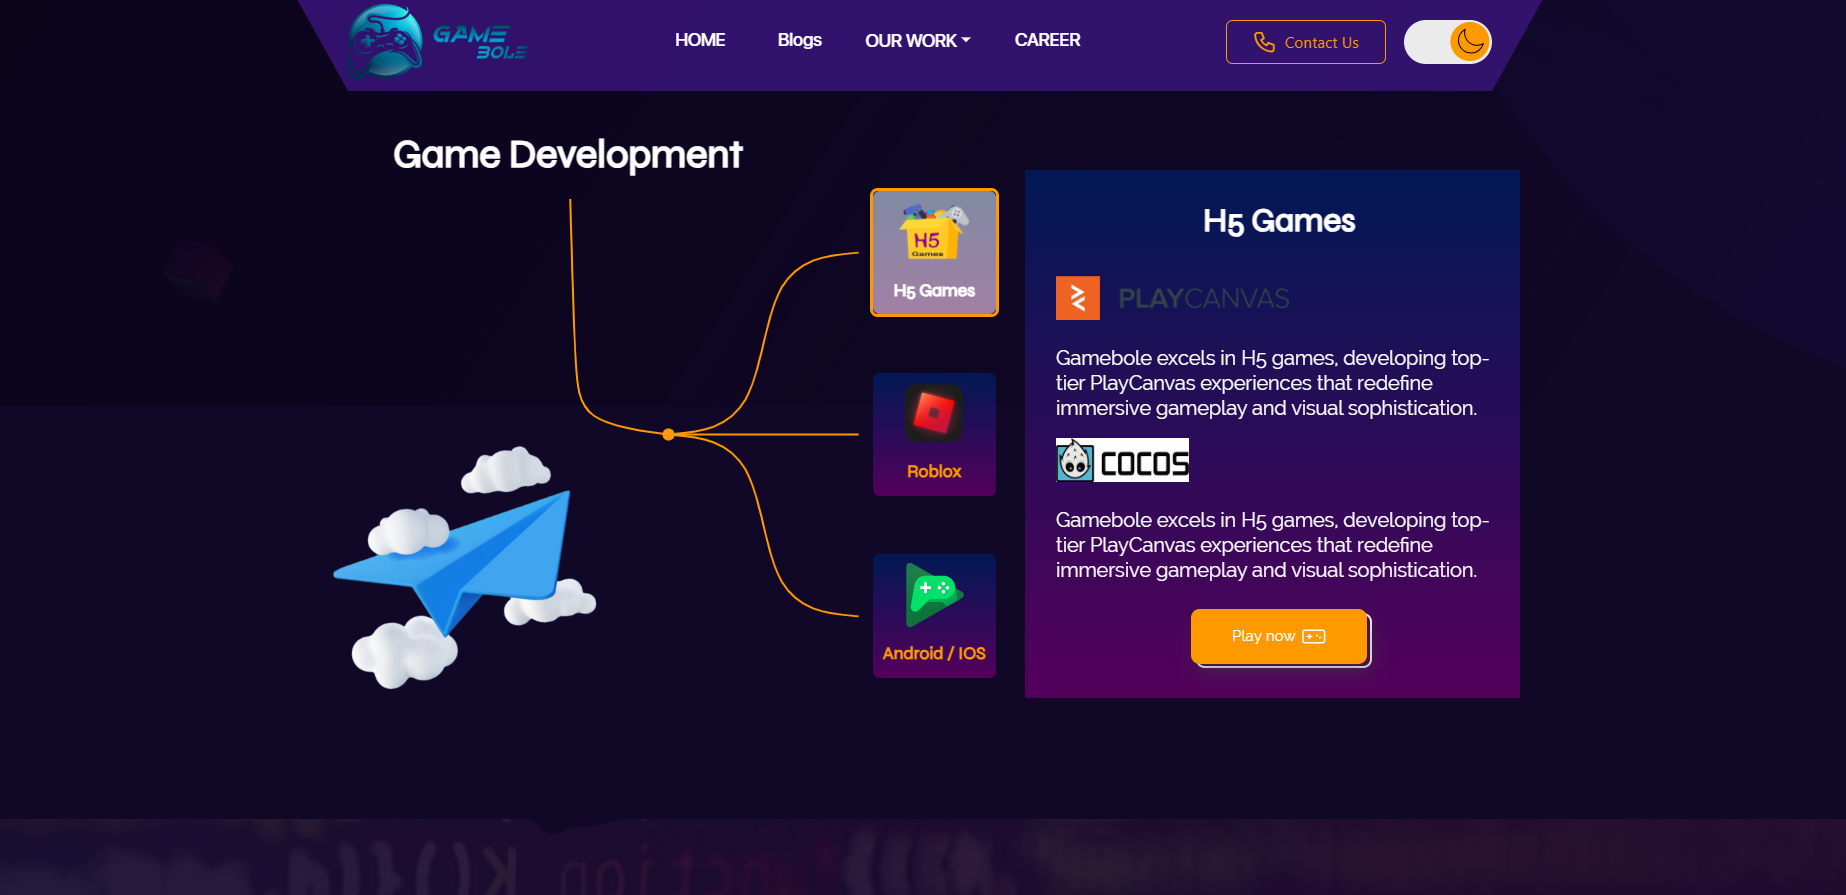 GAME
BOLE
HOME
Blogs
OUR WORK
CAREER
Contact Us
Game Development
H5
Games
H5 Games
Roblox
Android / IOS
H5 Games
PLAYCANVAS
Gamebole excels in H5 games, developing top-
tier PlayCanvas experiences that redefine
immersive gameplay and visual sophistication.
COCOS
Gamebole excels in H5 games, developing top-
tier PlayCanvas experiences that redefine
immersive gameplay and visual sophistication.
Play now